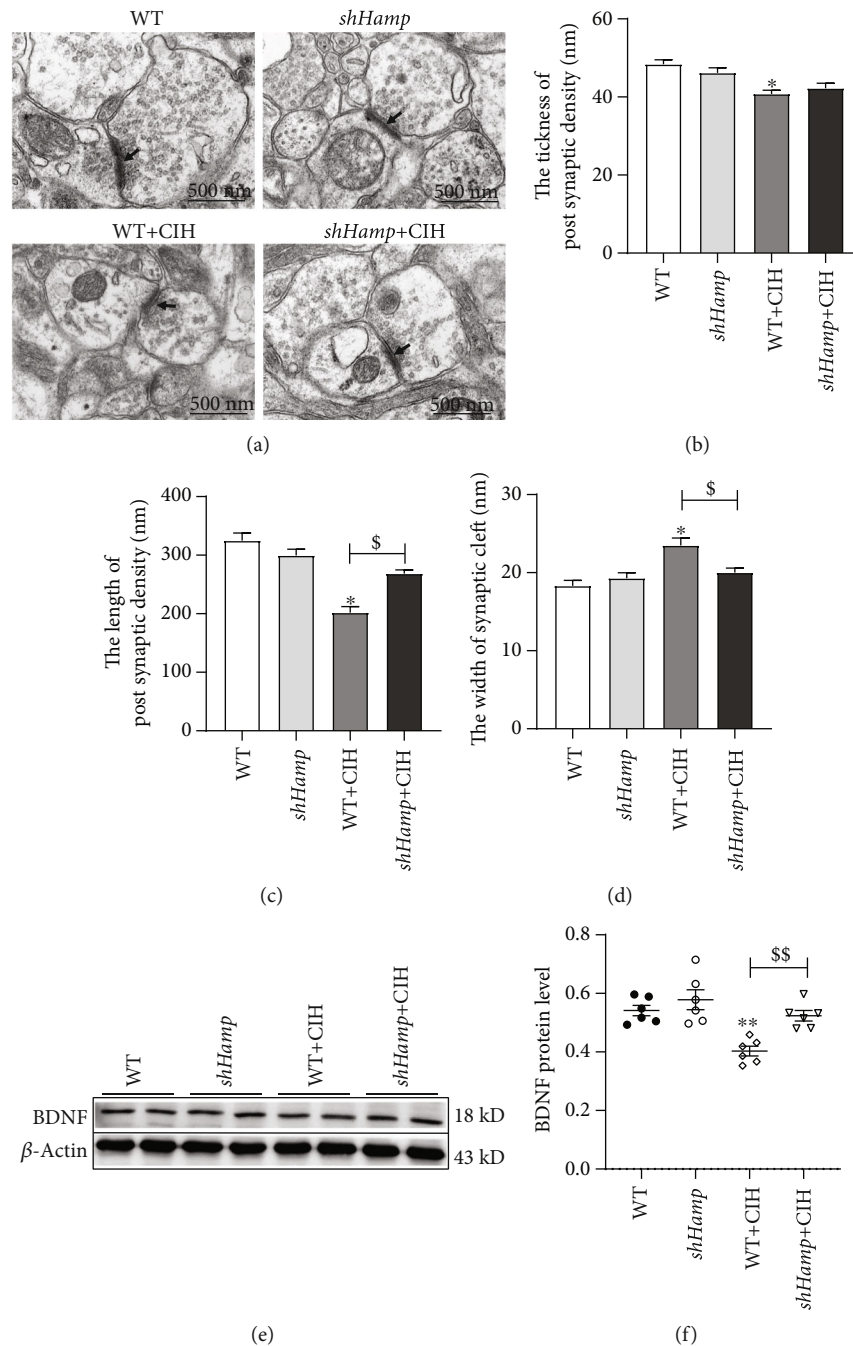 WT
shHamp
500 nm
500 nm
WT+CIH
shHamp+CIH
500 nm
500 nm
(a)
The tickness of
post synaptic density (nm)
60
40
20
0
*
WT
shHamp
WT+CIH
shHamp+CIH
(b)
The length of
post synaptic density (nm)
400
300
200
100
0
*
$
WT
shHamp
WT+CIH
shHamp+CIH
(c)
The width of synaptic cleft (nm)
30
20
10
0
*
$
WT
shHamp
WT+CIH
shHamp+CIH
(d)
WT
shHamp
WT+CIH
shHamp+CIH
BDNF
18 kD
β-Actin
43 kD
(e)
BDNF protein level
0.8
0.6
0.4
0.2
0.0
**
$$
WT
shHamp
WT+CIH
shHamp+CIH
(f)